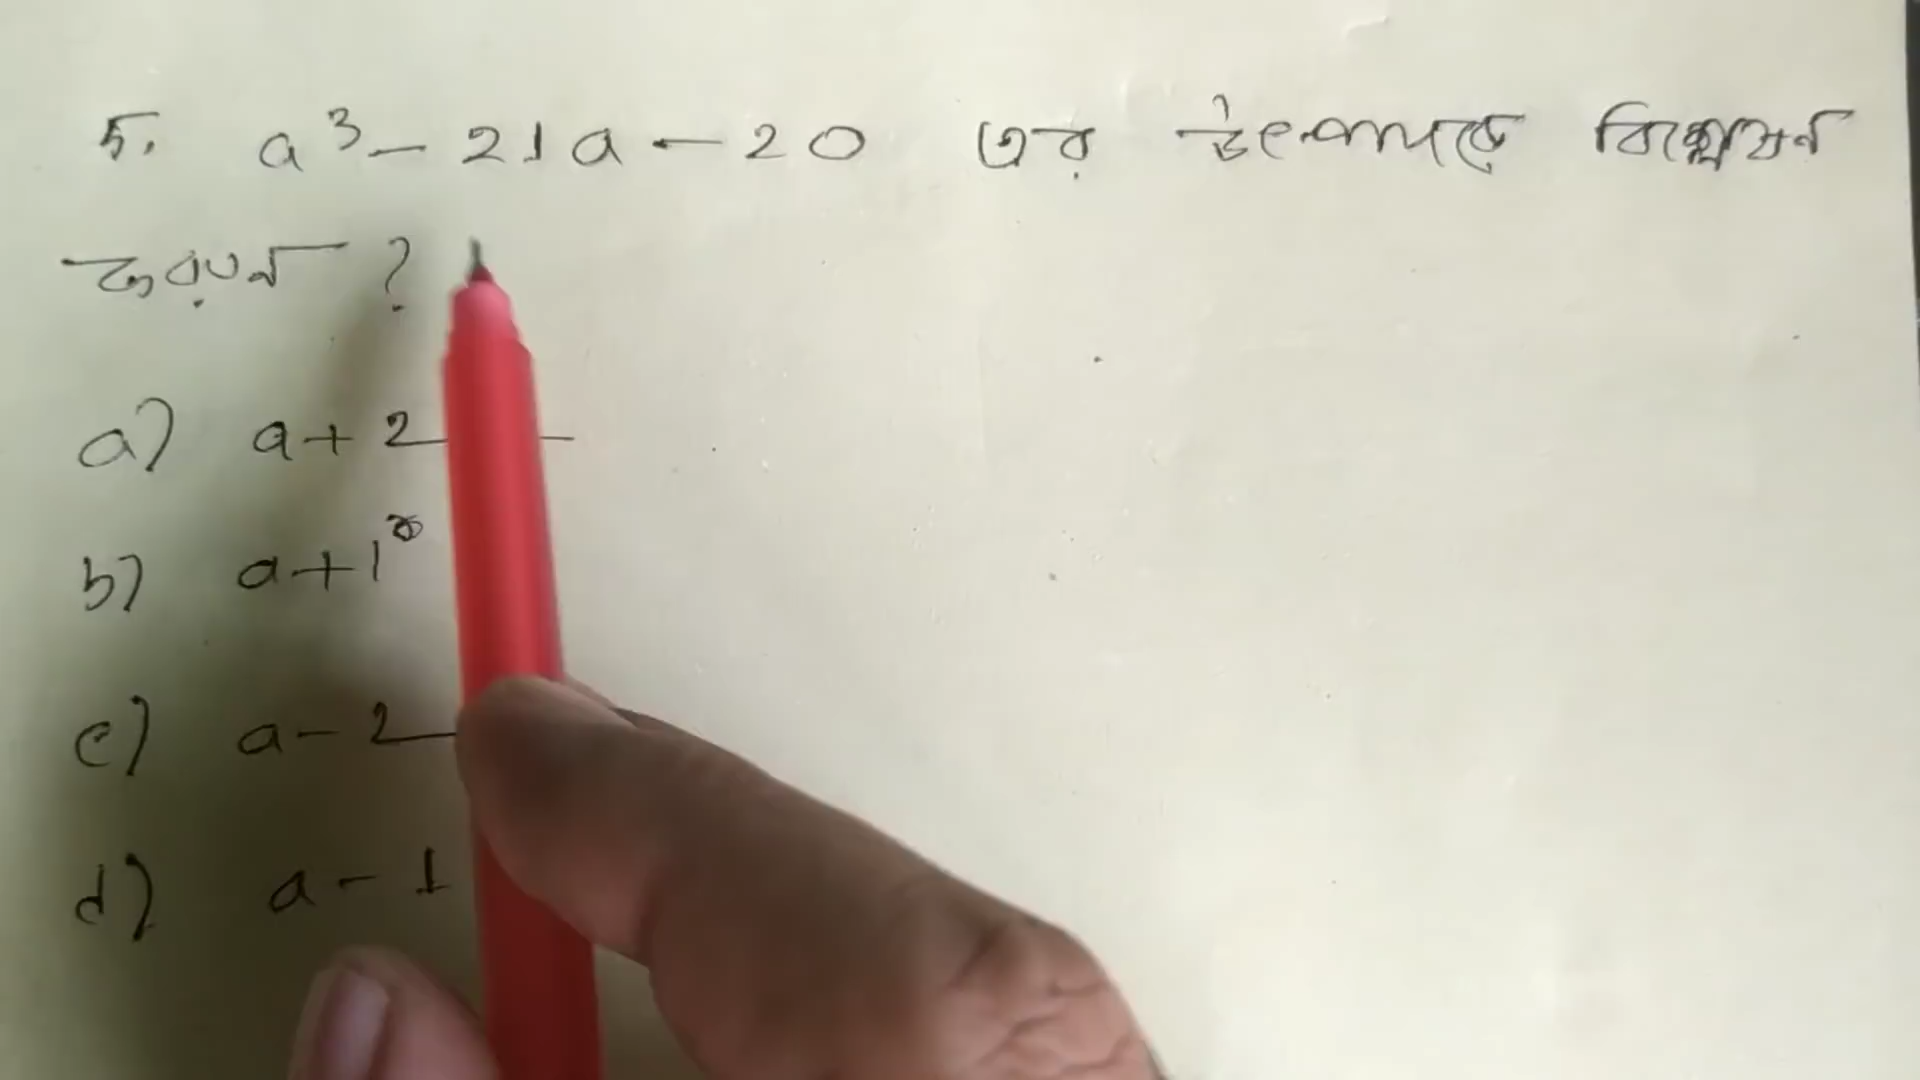 5. a³ - 21a - 20 এর উৎপাদকে বিশ্লেষণ
করুন ?
a) a + 2
b) a + 1
c) a - 2
d) a - 1